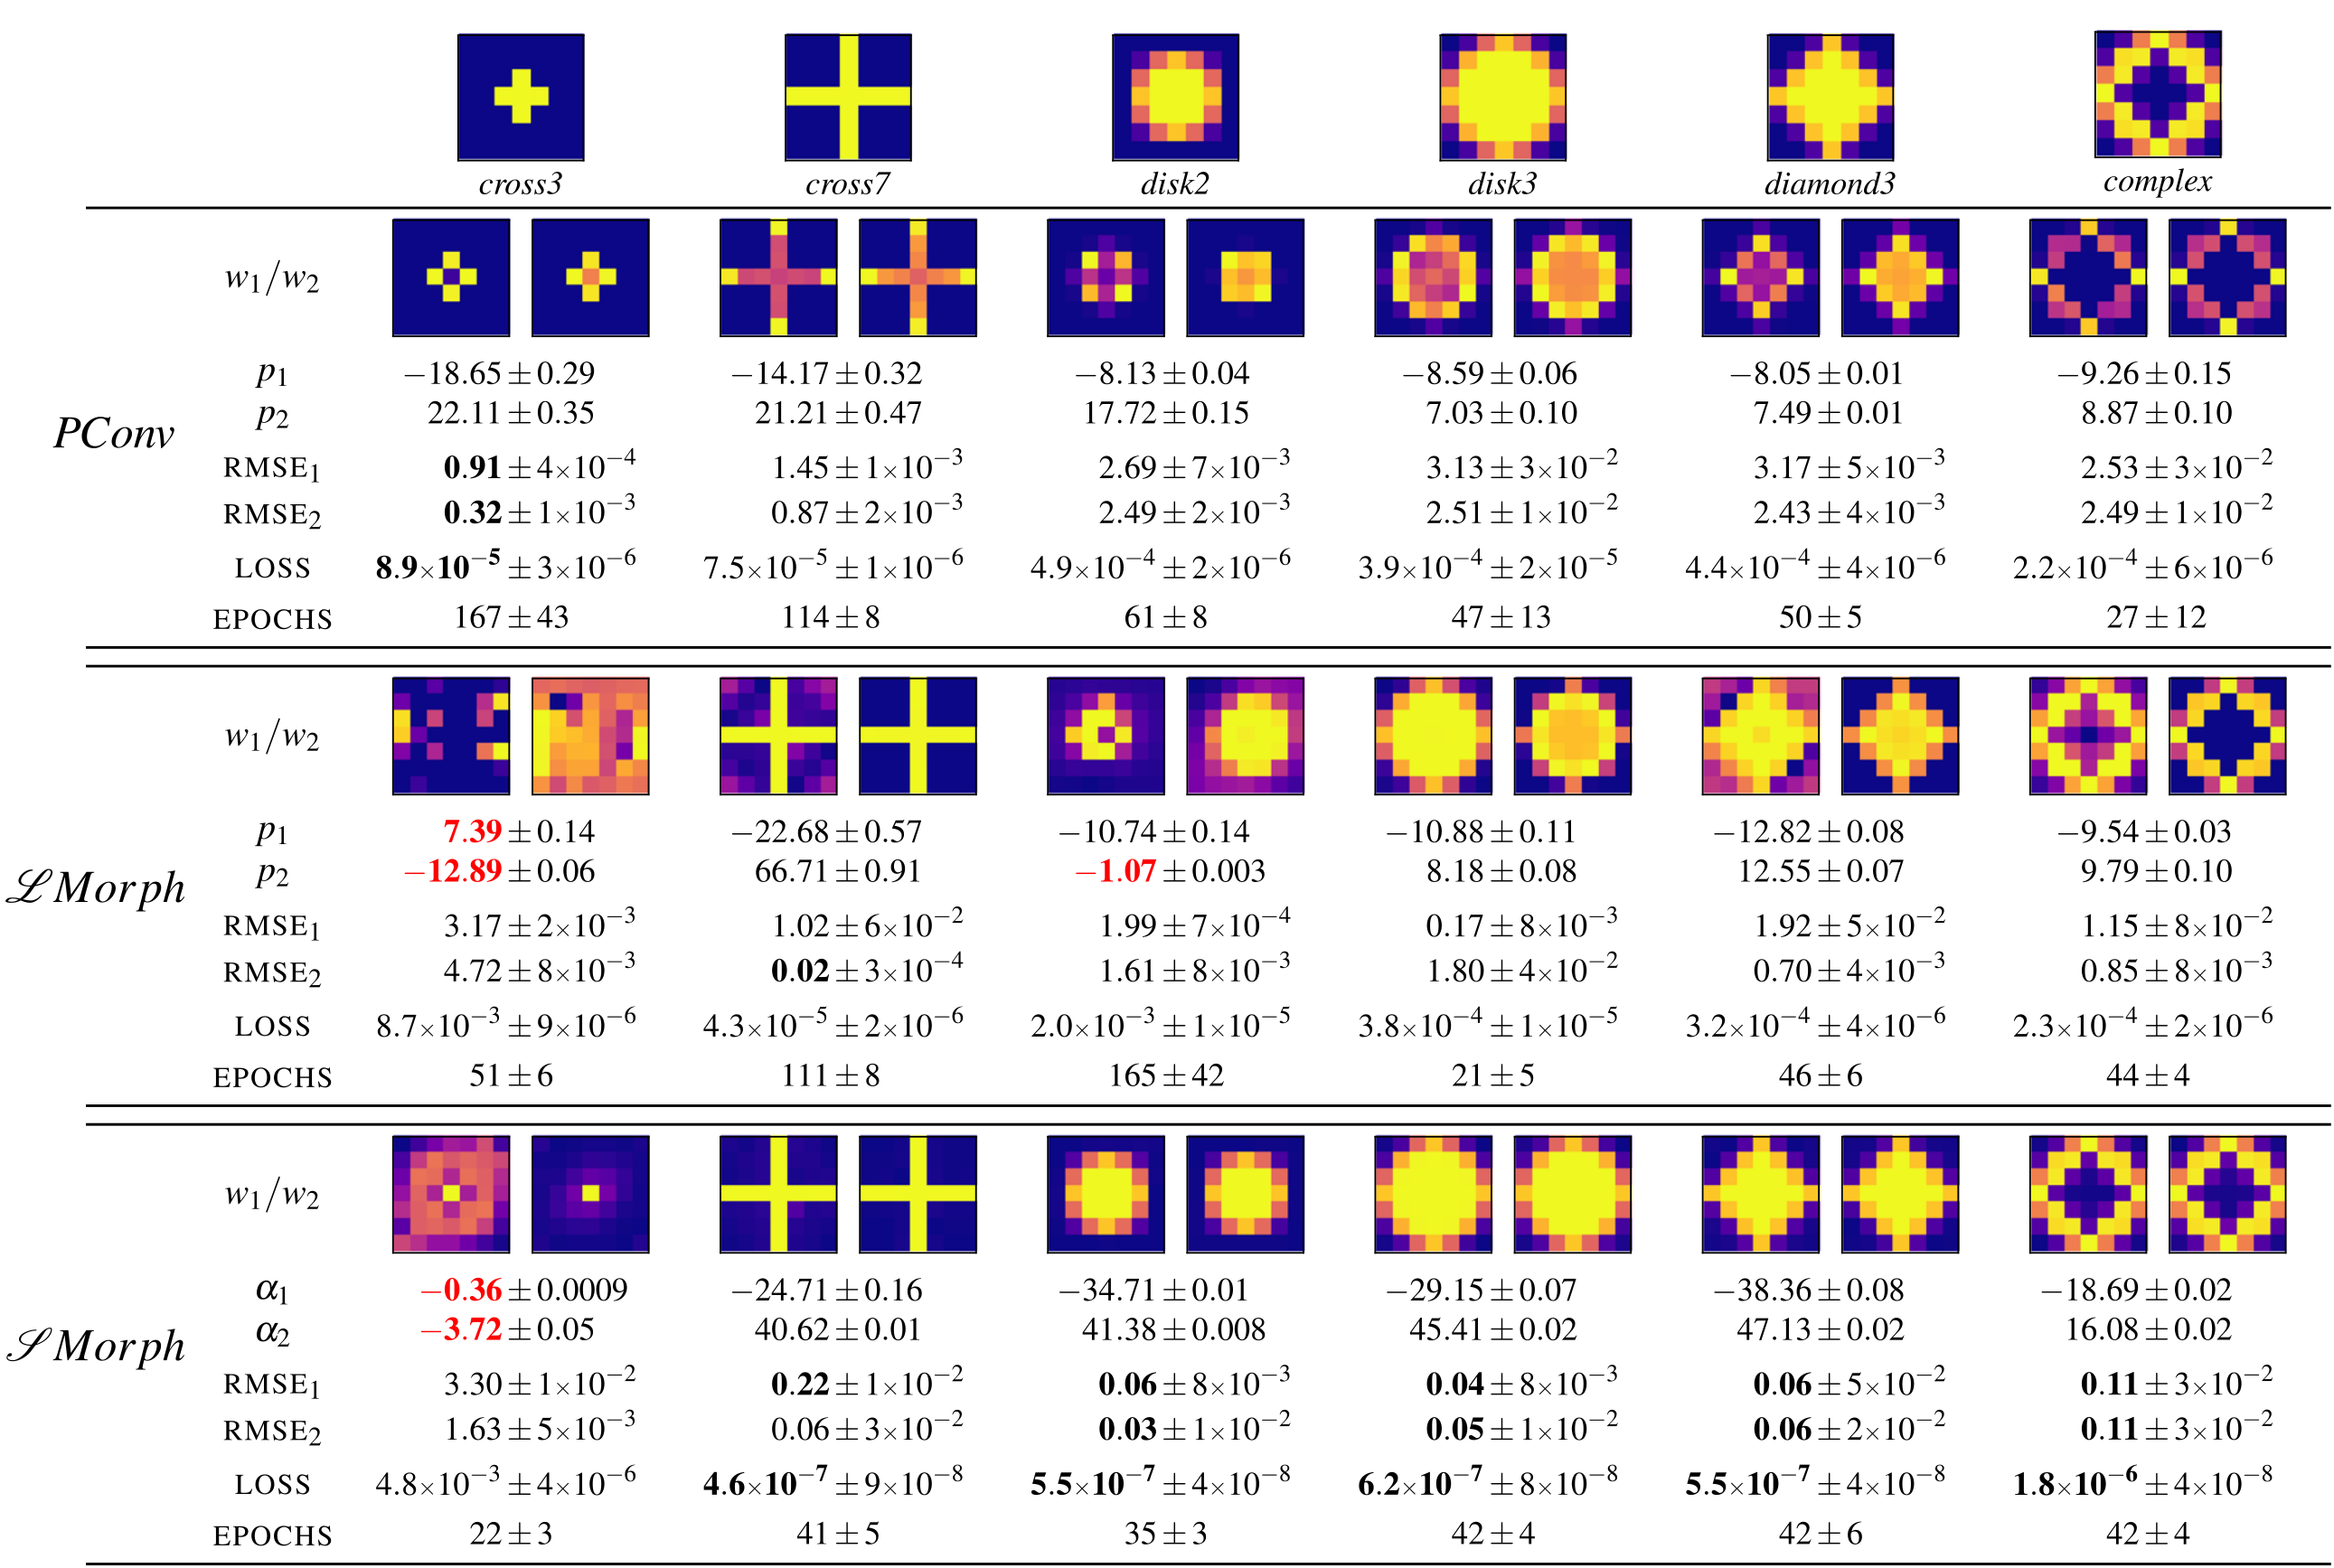 cross3 cross7 disk2 disk3 diamond3 complex
w₁/w₂
p₁ −18.65±0.29 −14.17±0.32 −8.13±0.04 −8.59±0.06 −8.05±0.01 −9.26±0.15
p₂ 22.11±0.35 21.21±0.47 17.72±0.15 7.03±0.10 7.49±0.01 8.87±0.10
PConv
RMSE₁ 0.91±4×10⁻⁴ 1.45±1×10⁻³ 2.69±7×10⁻³ 3.13±3×10⁻² 3.17±5×10⁻³ 2.53±3×10⁻²
RMSE₂ 0.32±1×10⁻³ 0.87±2×10⁻³ 2.49±2×10⁻³ 2.51±1×10⁻² 2.43±4×10⁻³ 2.49±1×10⁻²
LOSS 8.9×10⁻⁵±3×10⁻⁶ 7.5×10⁻⁵±1×10⁻⁶ 4.9×10⁻⁴±2×10⁻⁶ 3.9×10⁻⁴±2×10⁻⁵ 4.4×10⁻⁴±4×10⁻⁶ 2.2×10⁻⁴±6×10⁻⁶
EPOCHS 167±43 114±8 61±8 47±13 50±5 27±12
w₁/w₂
p₁ 7.39±0.14 −22.68±0.57 −10.74±0.14 −10.88±0.11 −12.82±0.08 −9.54±0.03
p₂ −12.89±0.06 66.71±0.91 −1.07±0.003 8.18±0.08 12.55±0.07 9.79±0.10
ℒMorph
RMSE₁ 3.17±2×10⁻³ 1.02±6×10⁻² 1.99±7×10⁻⁴ 0.17±8×10⁻³ 1.92±5×10⁻² 1.15±8×10⁻²
RMSE₂ 4.72±8×10⁻³ 0.02±3×10⁻⁴ 1.61±8×10⁻³ 1.80±4×10⁻² 0.70±4×10⁻³ 0.85±8×10⁻³
LOSS 8.7×10⁻³±9×10⁻⁶ 4.3×10⁻⁵±2×10⁻⁶ 2.0×10⁻³±1×10⁻⁵ 3.8×10⁻⁴±1×10⁻⁵ 3.2×10⁻⁴±4×10⁻⁶ 2.3×10⁻⁴±2×10⁻⁶
EPOCHS 51±6 111±8 165±42 21±5 46±6 44±4
w₁/w₂
α₁ −0.36±0.0009 −24.71±0.16 −34.71±0.01 −29.15±0.07 −38.36±0.08 −18.69±0.02
α₂ −3.72±0.05 40.62±0.01 41.38±0.008 45.41±0.02 47.13±0.02 16.08±0.02
𝒮Morph
RMSE₁ 3.30±1×10⁻² 0.22±1×10⁻² 0.06±8×10⁻³ 0.04±8×10⁻³ 0.06±5×10⁻² 0.11±3×10⁻²
RMSE₂ 1.63±5×10⁻³ 0.06±3×10⁻² 0.03±1×10⁻² 0.05±1×10⁻² 0.06±2×10⁻² 0.11±3×10⁻²
LOSS 4.8×10⁻³±4×10⁻⁶ 4.6×10⁻⁷±9×10⁻⁸ 5.5×10⁻⁷±4×10⁻⁸ 6.2×10⁻⁷±8×10⁻⁸ 5.5×10⁻⁷±4×10⁻⁸ 1.8×10⁻⁶±4×10⁻⁸
EPOCHS 22±3 41±5 35±3 42±4 42±6 42±4